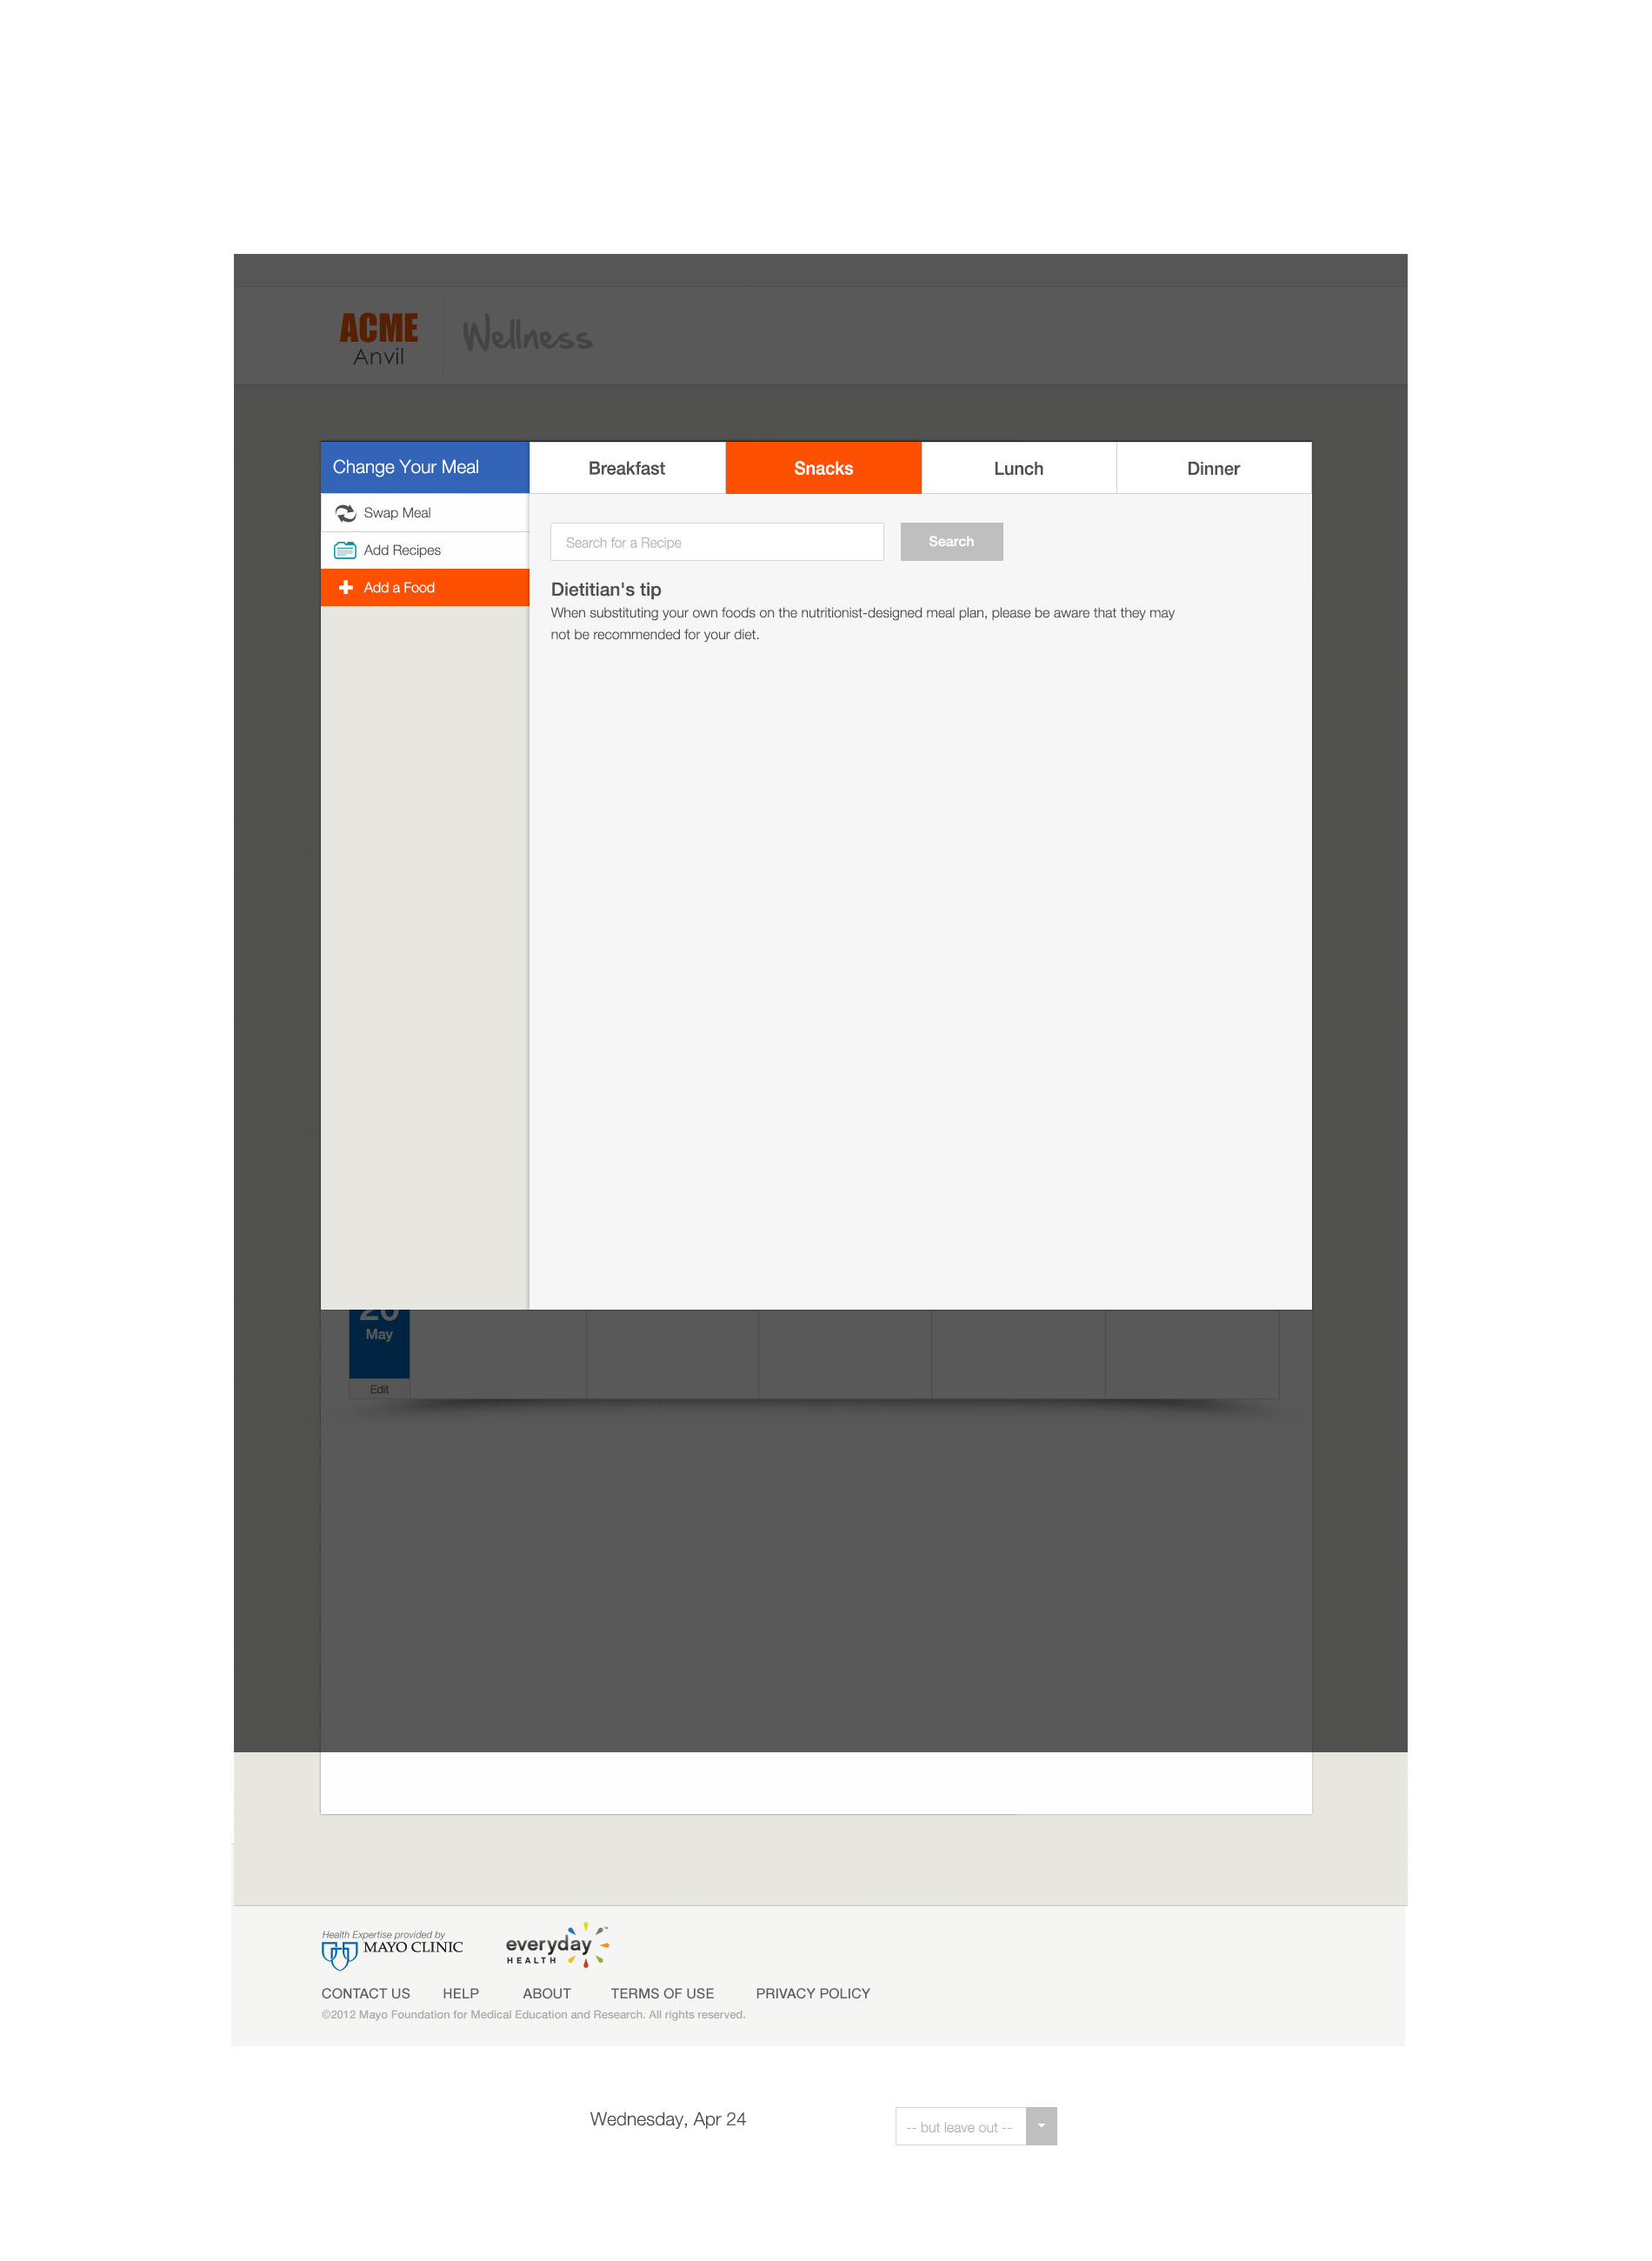 ACME
Anvil
Wellness
Change Your Meal
Breakfast
Snacks
Lunch
Dinner
Swap Meal
Add Recipes
Add a Food
Search for a Recipe
Search
Dietitian's tip
When substituting your own foods on the nutritionist-designed meal plan, please be aware that they may
not be recommended for your diet.
20
May
Edit
Health Expertise provided by
MAYO CLINIC
everyday
HEALTH
CONTACT US
HELP
ABOUT
TERMS OF USE
PRIVACY POLICY
©2012 Mayo Foundation for Medical Education and Research. All rights reserved.
Wednesday, Apr 24
-- but leave out --